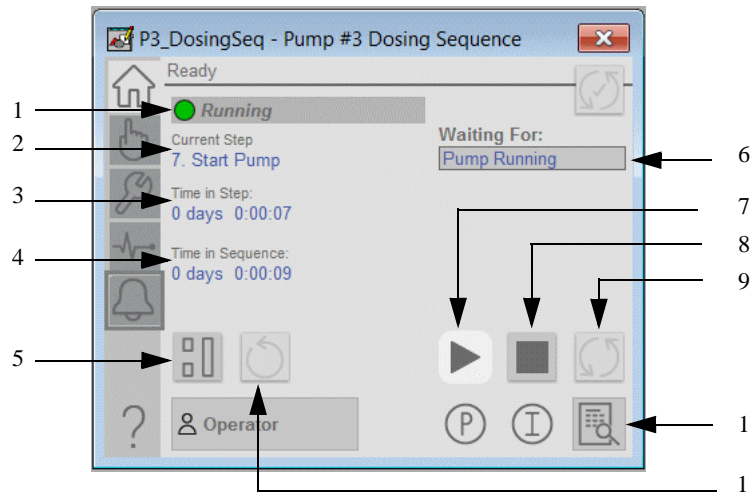 P3_DosingSeq - Pump #3 Dosing Sequence
Ready
1
Running
2
Current Step
7. Start Pump
Waiting For:
Pump Running
6
3
Time in Step:
0 days 0:00:07
7
4
Time in Sequence:
0 days 0:00:09
8
9
5
?
Operator
P
I
1
1